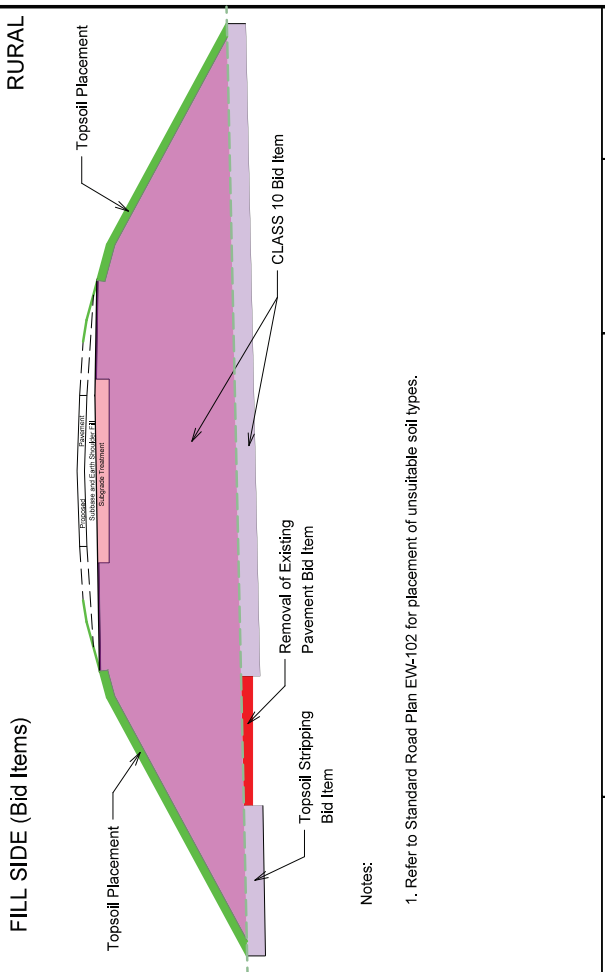 FILL SIDE (Bid Items)
RURAL
Topsoil Placement
Topsoil Placement
Proposed
Pavement
Subbase and Earth Shoulder Fill
Subgrade Treatment
CLASS 10 Bid Item
Removal of Existing
Pavement Bid Item
Topsoil Stripping
Bid Item
Notes:
1. Refer to Standard Road Plan EW-102 for placement of unsuitable soil types.